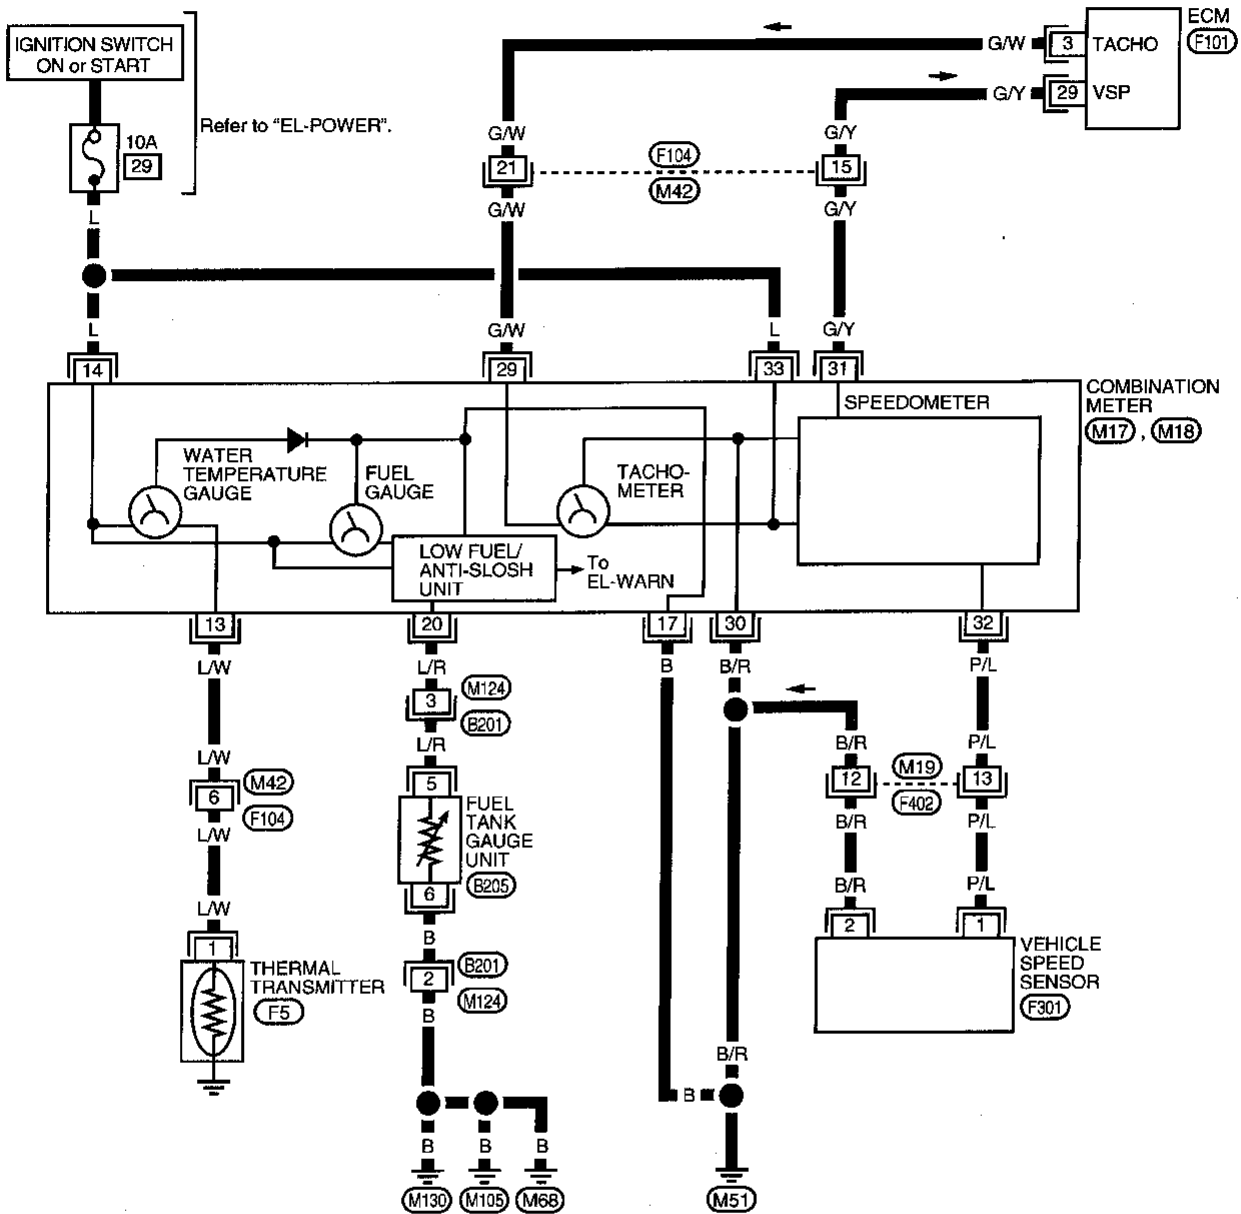 IGNITION SWITCH
ON or START
10A
29
Refer to "EL-POWER".
L
L
G/W
3
TACHO
ECM
F101
G/Y
29
VSP
G/W
21
G/W
F104
M42
G/Y
15
G/Y
G/W
L
G/Y
14
29
33
31
COMBINATION
METER
M17 , M18
SPEEDOMETER
WATER
TEMPERATURE
GAUGE
FUEL
GAUGE
TACHO-
METER
LOW FUEL/
ANTI-SLOSH
UNIT
To
EL-WARN
13
20
17
30
32
L/W
L/R
B
B/R
P/L
3
M124
B201
L/R
L/W
6
M42
F104
L/W
B/R
P/L
12
M19
F402
13
B/R
P/L
5
FUEL
TANK
GAUGE
UNIT
B205
6
L/W
B
B/R
P/L
2
1
1
THERMAL
TRANSMITTER
F5
2
B201
M124
B
VEHICLE
SPEED
SENSOR
F301
B/R
B
B
B
B
M130
M105
M68
M51